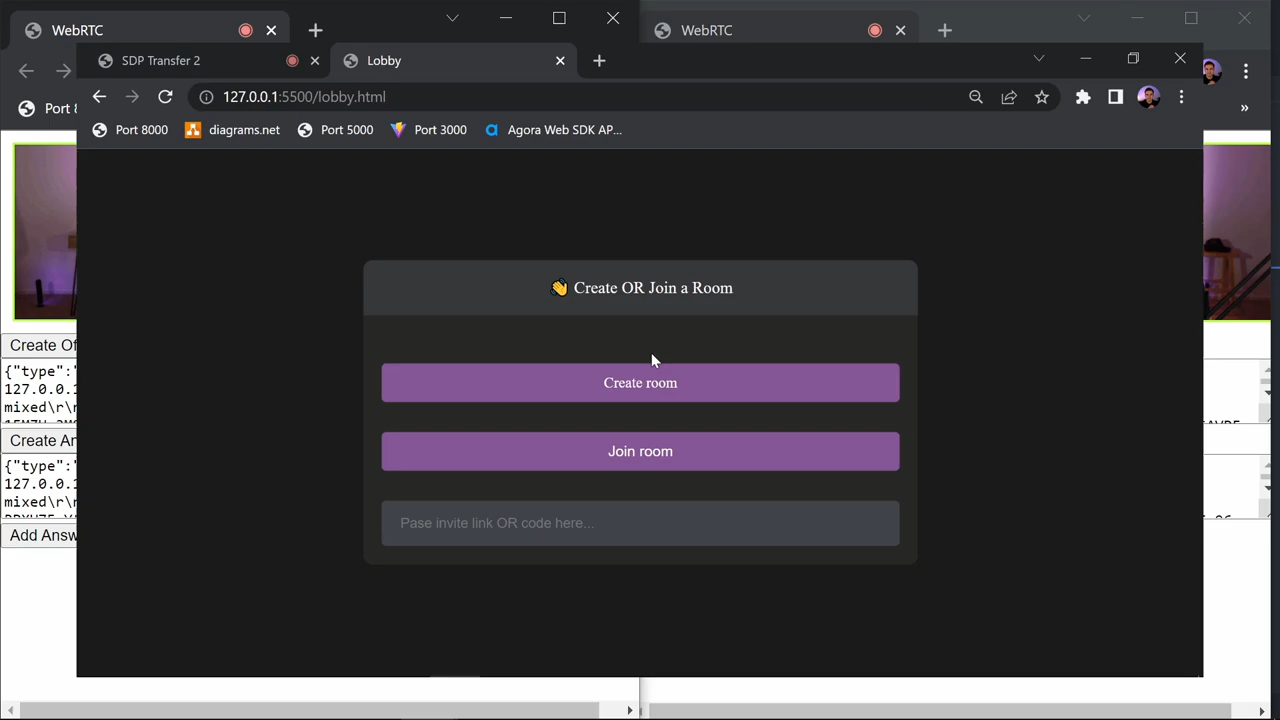 WebRTC
WebRTC
SDP Transfer 2
Lobby
127.0.0.1:5500/lobby.html
Port 8
Port 8000
diagrams.net
Port 5000
Port 3000
Agora Web SDK AP...
👋 Create OR Join a Room
Create room
Join room
Pase invite link OR code here...
Create Of
{"type":"
127.0.0.1
mixed\r\n
Create An
{"type":"
127.0.0.1
mixed\r\n
Add Answ